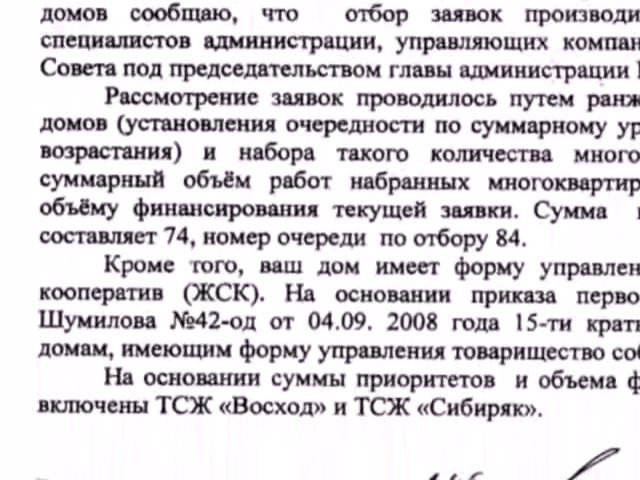 домов сообщаю, что отбор заявок производи
специалистов администрации, управляющих компан
Совета под председательством главы администрации
Рассмотрение заявок проводилось путем ранж
домов (установления очередности по суммарному ур
возрастания) и набора такого количества много
суммарный объём работ набранных многоквартир
объёму финансирования текущей заявки. Сумма
составляет 74, номер очереди по отбору 84.
Кроме того, ваш дом имеет форму управлен
кооператив (ЖСК). На основании приказа перво
Шумилова №42-од от 04.09. 2008 года 15-ти крат
домам, имеющим форму управления товарищество соб
На основании суммы приоритетов и объема ф
включены ТСЖ «Восход» и ТСЖ «Сибиряк».